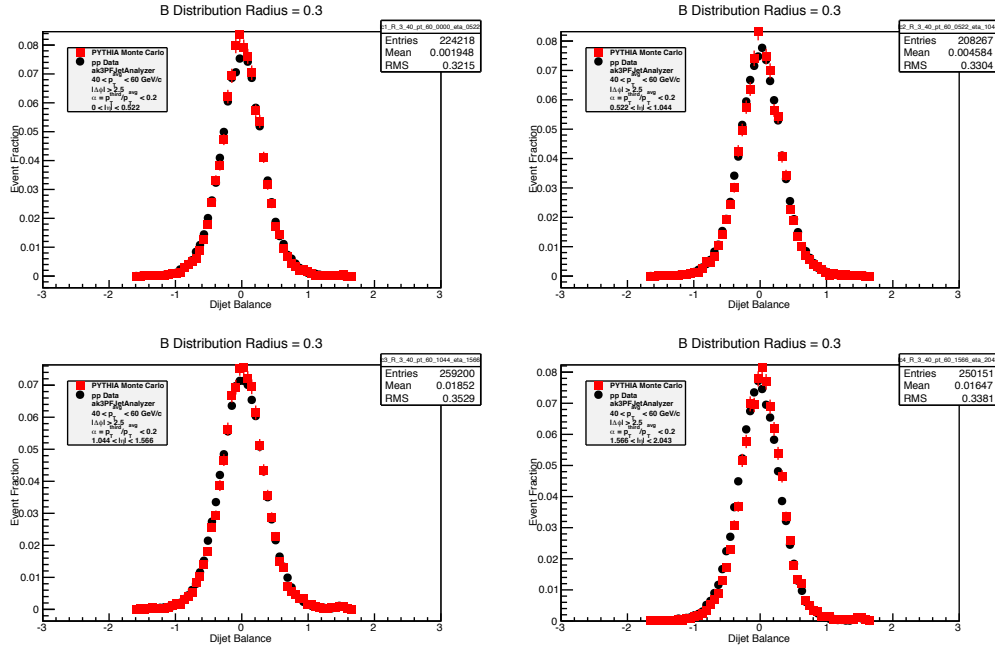 B Distribution Radius = 0.3
c1_R_3_40_pt_60_0000_eta_0522
Entries 224218
Mean 0.001948
RMS 0.3215
PYTHIA Monte Carlo
pp Data
ak3PFJetAnalyzer
40 < p_T^avg < 60 GeV/c
|Δϕ| > 2.5
α = p_T^third/p_T^avg < 0.2
0 < |η| < 0.522
Event Fraction
0.08
0.07
0.06
0.05
0.04
0.03
0.02
0.01
0
-3 -2 -1 0 1 2 3
Dijet Balance
B Distribution Radius = 0.3
Entries 208267
Mean 0.004584
RMS 0.3304
PYTHIA Monte Carlo
pp Data
ak3PFJetAnalyzer
40 < p_T^avg < 60 GeV/c
|Δϕ| > 2.5
α = p_T^third/p_T^avg < 0.2
0.522 < |η| < 1.044
Event Fraction
0.08
0.07
0.06
0.05
0.04
0.03
0.02
0.01
0
-3 -2 -1 0 1 2 3
Dijet Balance
B Distribution Radius = 0.3
c3_R_3_40_pt_60_1044_eta_1566
Entries 259200
Mean 0.01852
RMS 0.3529
PYTHIA Monte Carlo
pp Data
ak3PFJetAnalyzer
40 < p_T^avg < 60 GeV/c
|Δϕ| > 2.5
α = p_T^third/p_T^avg < 0.2
1.044 < |η| < 1.566
Event Fraction
0.07
0.06
0.05
0.04
0.03
0.02
0.01
0
-3 -2 -1 0 1 2 3
Dijet Balance
B Distribution Radius = 0.3
Entries 250151
Mean 0.01647
RMS 0.3381
PYTHIA Monte Carlo
pp Data
ak3PFJetAnalyzer
40 < p_T^avg < 60 GeV/c
|Δϕ| > 2.5
α = p_T^third/p_T^avg < 0.2
1.566 < |η| < 2.043
Event Fraction
0.08
0.07
0.06
0.05
0.04
0.03
0.02
0.01
0
-3 -2 -1 0 1 2 3
Dijet Balance